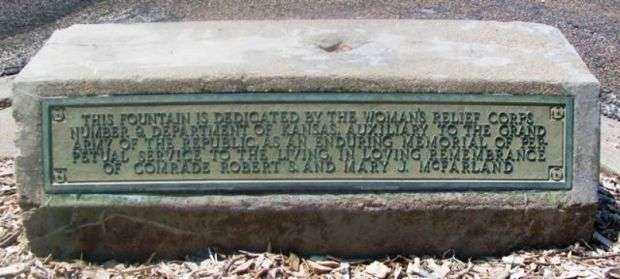 THIS FOUNTAIN IS DEDICATED BY THE WOMAN'S RELIEF CORPS
NUMBER 9, DEPARTMENT OF KANSAS, AUXILIARY TO THE GRAND
ARMY OF THE REPUBLIC, AS AN ENDURING MEMORIAL OF PER-
PETUAL SERVICE TO THE LIVING, IN LOVING REMEMBRANCE
OF COMRADE ROBERT S. AND MARY J. MCFARLAND